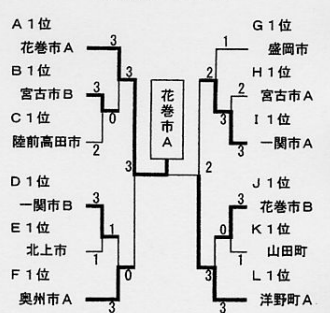 A1位
花巻市A
3
B1位
3
宮古市B
3
C1位
0
陸前高田市
2
D1位
3
一関市B
3
E1位
1
北上市
1
F1位
0
奥州市A
3
花巻市A
G1位
1
盛岡市
H1位
2
宮古市A
2
I1位
3
一関市A
3
2
J1位
3
花巻市B
K1位
0
山田町
1
L1位
3
洋野町A
3